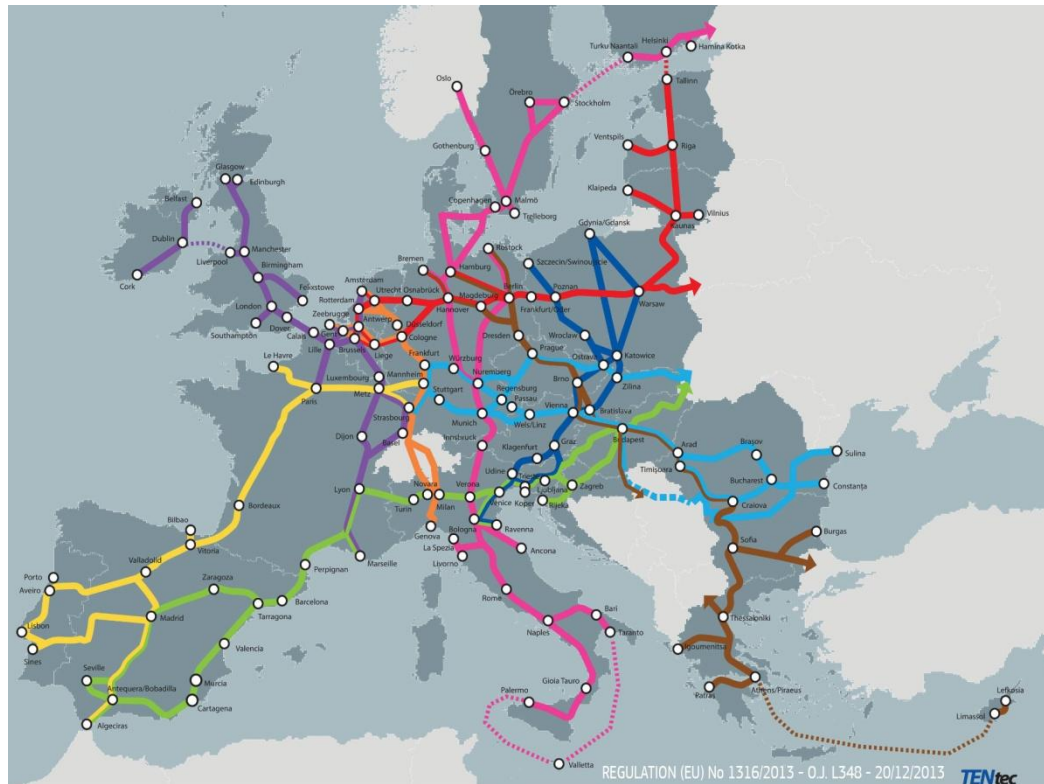 Turku Naantali
Helsinki
Hamina Kotka
Oslo
Örebro
Stockholm
Tallinn
Gothenburg
Ventspils
Riga
Glasgow
Edinburgh
Klaipeda
Belfast
Copenhagen
Malmö
Trelleborg
Vilnius
Kaunas
Gdynia/Gdansk
Dublin
Liverpool
Manchester
Rostock
Cork
Birmingham
Bremen
Hamburg
Szczecin/Swinoujscie
Felixstowe
Amsterdam
Utrecht
Osnabrück
Berlin
Poznan
London
Rotterdam
Magdeburg
Warsaw
Zeebrugge
Hannover
Frankfurt/Oder
Southampton
Dover
Calais
Gent
Antwerp
Düsseldorf
Cologne
Dresden
Wroclaw
Lille
Brussels
Liege
Prague
Katowice
Le Havre
Frankfurt
Würzburg
Ostrava
Luxembourg
Mannheim
Nuremberg
Brno
Zilina
Paris
Metz
Stuttgart
Regensburg
Passau
Strasbourg
Vienna
Bratislava
Munich
Wels/Linz
Dijon
Basel
Innsbruck
Klagenfurt
Graz
Budapest
Arad
Braşov
Sulina
Udine
Timişoara
Trieste
Lyon
Novara
Verona
Ljubljana
Zagreb
Bucharest
Constanţa
Turin
Milan
Venice
Koper
Rijeka
Craiova
Bordeaux
Bologna
Bilbao
Genova
Ravenna
Sofia
Burgas
Vitoria
La Spezia
Ancona
Marseille
Livorno
Valladolid
Perpignan
Porto
Zaragoza
Aveiro
Barcelona
Rome
Madrid
Tarragona
Bari
Thessaloniki
Lisbon
Naples
Taranto
Sines
Valencia
Igoumenitsa
Seville
Murcia
Gioia Tauro
Athens/Piraeus
Antequera/Bobadilla
Palermo
Patras
Lefkosia
Cartagena
Limassol
Algeciras
Valletta
REGULATION (EU) No 1316/2013 - O.J. L348 - 20/12/2013
TENtec